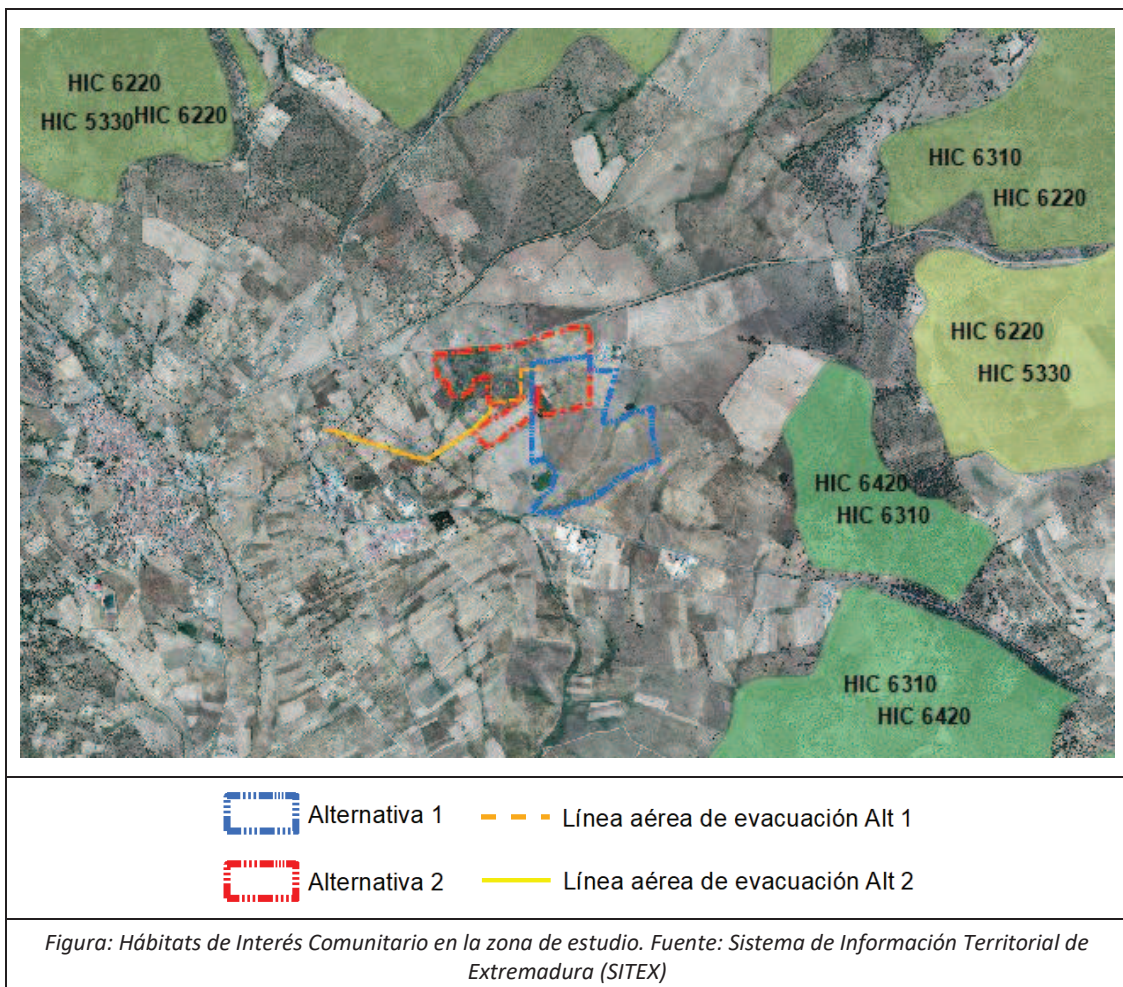 HIC 6220
HIC 5330 HIC 6220
HIC 6310
HIC 6220
HIC 6220
HIC 5330
HIC 6420
HIC 6310
HIC 6310
HIC 6420
Alternativa 1
Línea aérea de evacuación Alt 1
Alternativa 2
Línea aérea de evacuación Alt 2
Figura: Hábitats de Interés Comunitario en la zona de estudio. Fuente: Sistema de Información Territorial de
Extremadura (SITEX)